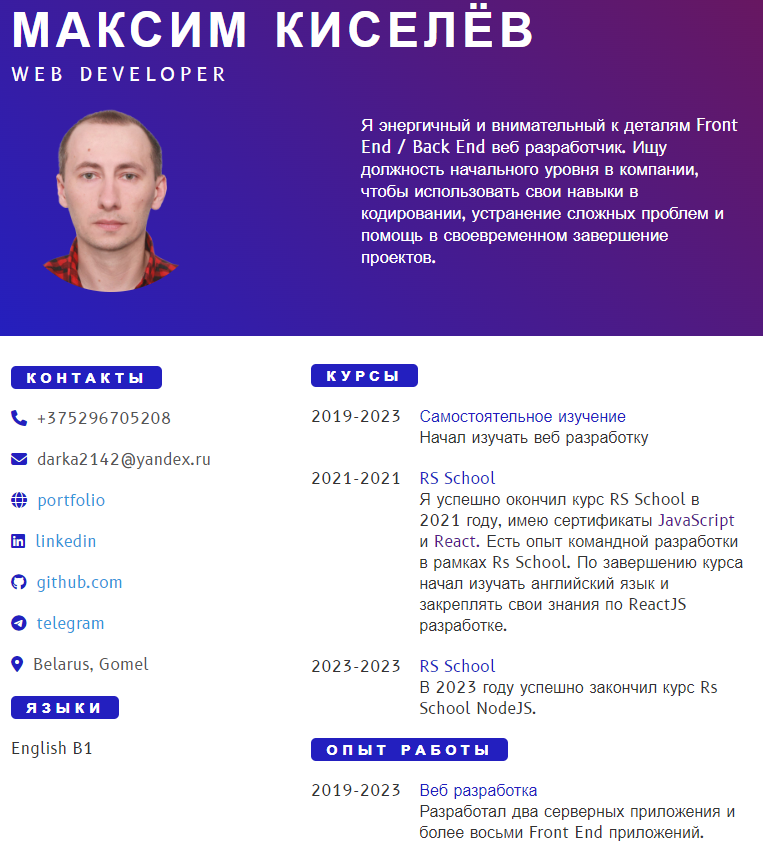 МАКСИМ КИСЕЛЁВ
WEB DEVELOPER
Я энергичный и внимательный к деталям Front
End / Back End веб разработчик. Ищу
должность начального уровня в компании,
чтобы использовать свои навыки в
кодировании, устранение сложных проблем и
помощь в своевременном завершение
проектов.
КОНТАКТЫ
+375296705208
darka2142@yandex.ru
portfolio
linkedin
github.com
telegram
Belarus, Gomel
ЯЗЫКИ
English B1
КУРСЫ
2019-2023 Самостоятельное изучение
Начал изучать веб разработку
2021-2021 RS School
Я успешно окончил курс RS School в
2021 году, имею сертификаты JavaScript
и React. Есть опыт командной разработки
в рамках Rs School. По завершению курса
начал изучать английский язык и
закреплять свои знания по ReactJS
разработке.
2023-2023 RS School
В 2023 году успешно закончил курс Rs
School NodeJS.
ОПЫТ РАБОТЫ
2019-2023 Веб разработка
Разработал два серверных приложения и
более восьми Front End приложений.